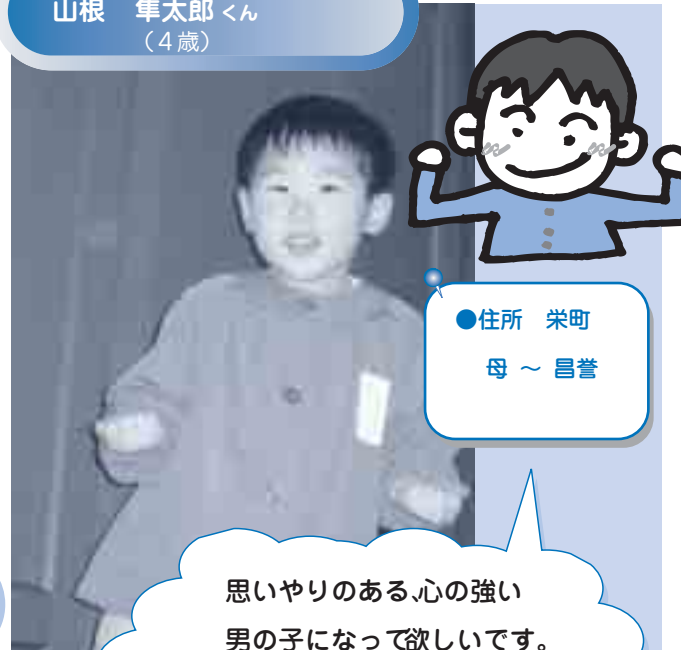 山根　隼太郎 くん
（４歳）
●住所　栄町
母 ～ 昌誉
思いやりのある、心の強い
男の子になって欲しいです。